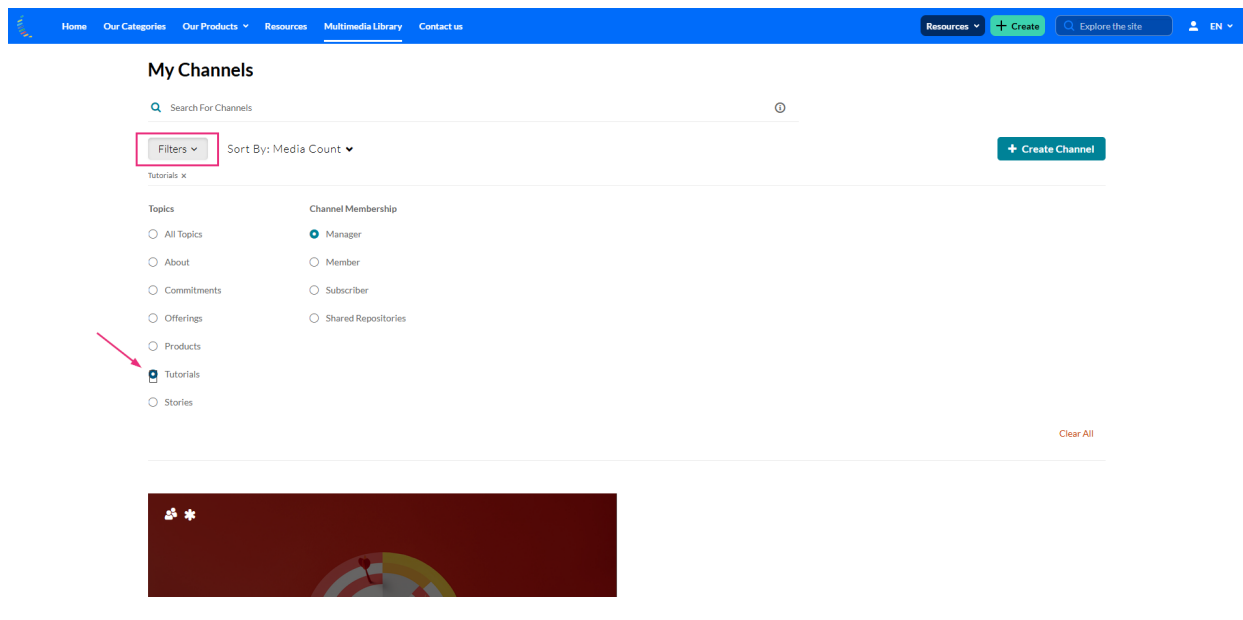 Home Our Categories Our Products Resources Multimedia Library Contact us Resources + Create Explore the site EN
My Channels
Search For Channels
Filters Sort By: Media Count + Create Channel
Tutorials ×
Topics Channel Membership
All Topics Manager
About Member
Commitments Subscriber
Offerings Shared Repositories
Products
Tutorials
Stories
Clear All